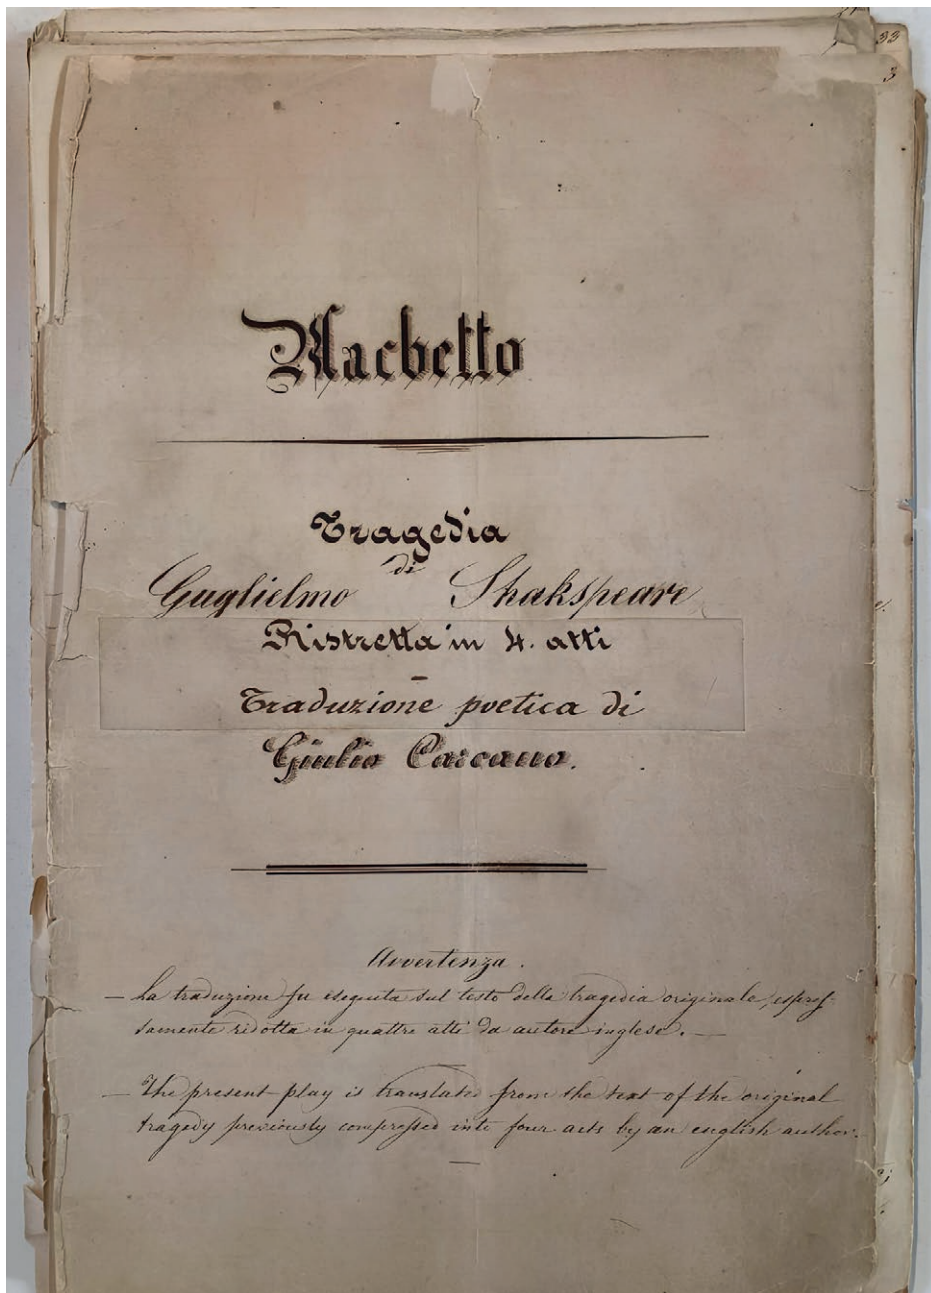 33
3
Macbetto
Tragedia
di
Guglielmo Shakspeare
Ristretta in 4. atti
Traduzione poetica di
Giulio Carcano.
Avvertenza.
— La traduzione fu eseguita sul testo della tragedia originale, espres-
samente ridotta in quattro atti da autore inglese. —
— The present play is translated from the text of the original
tragedy previously compressed into four acts by an english author.